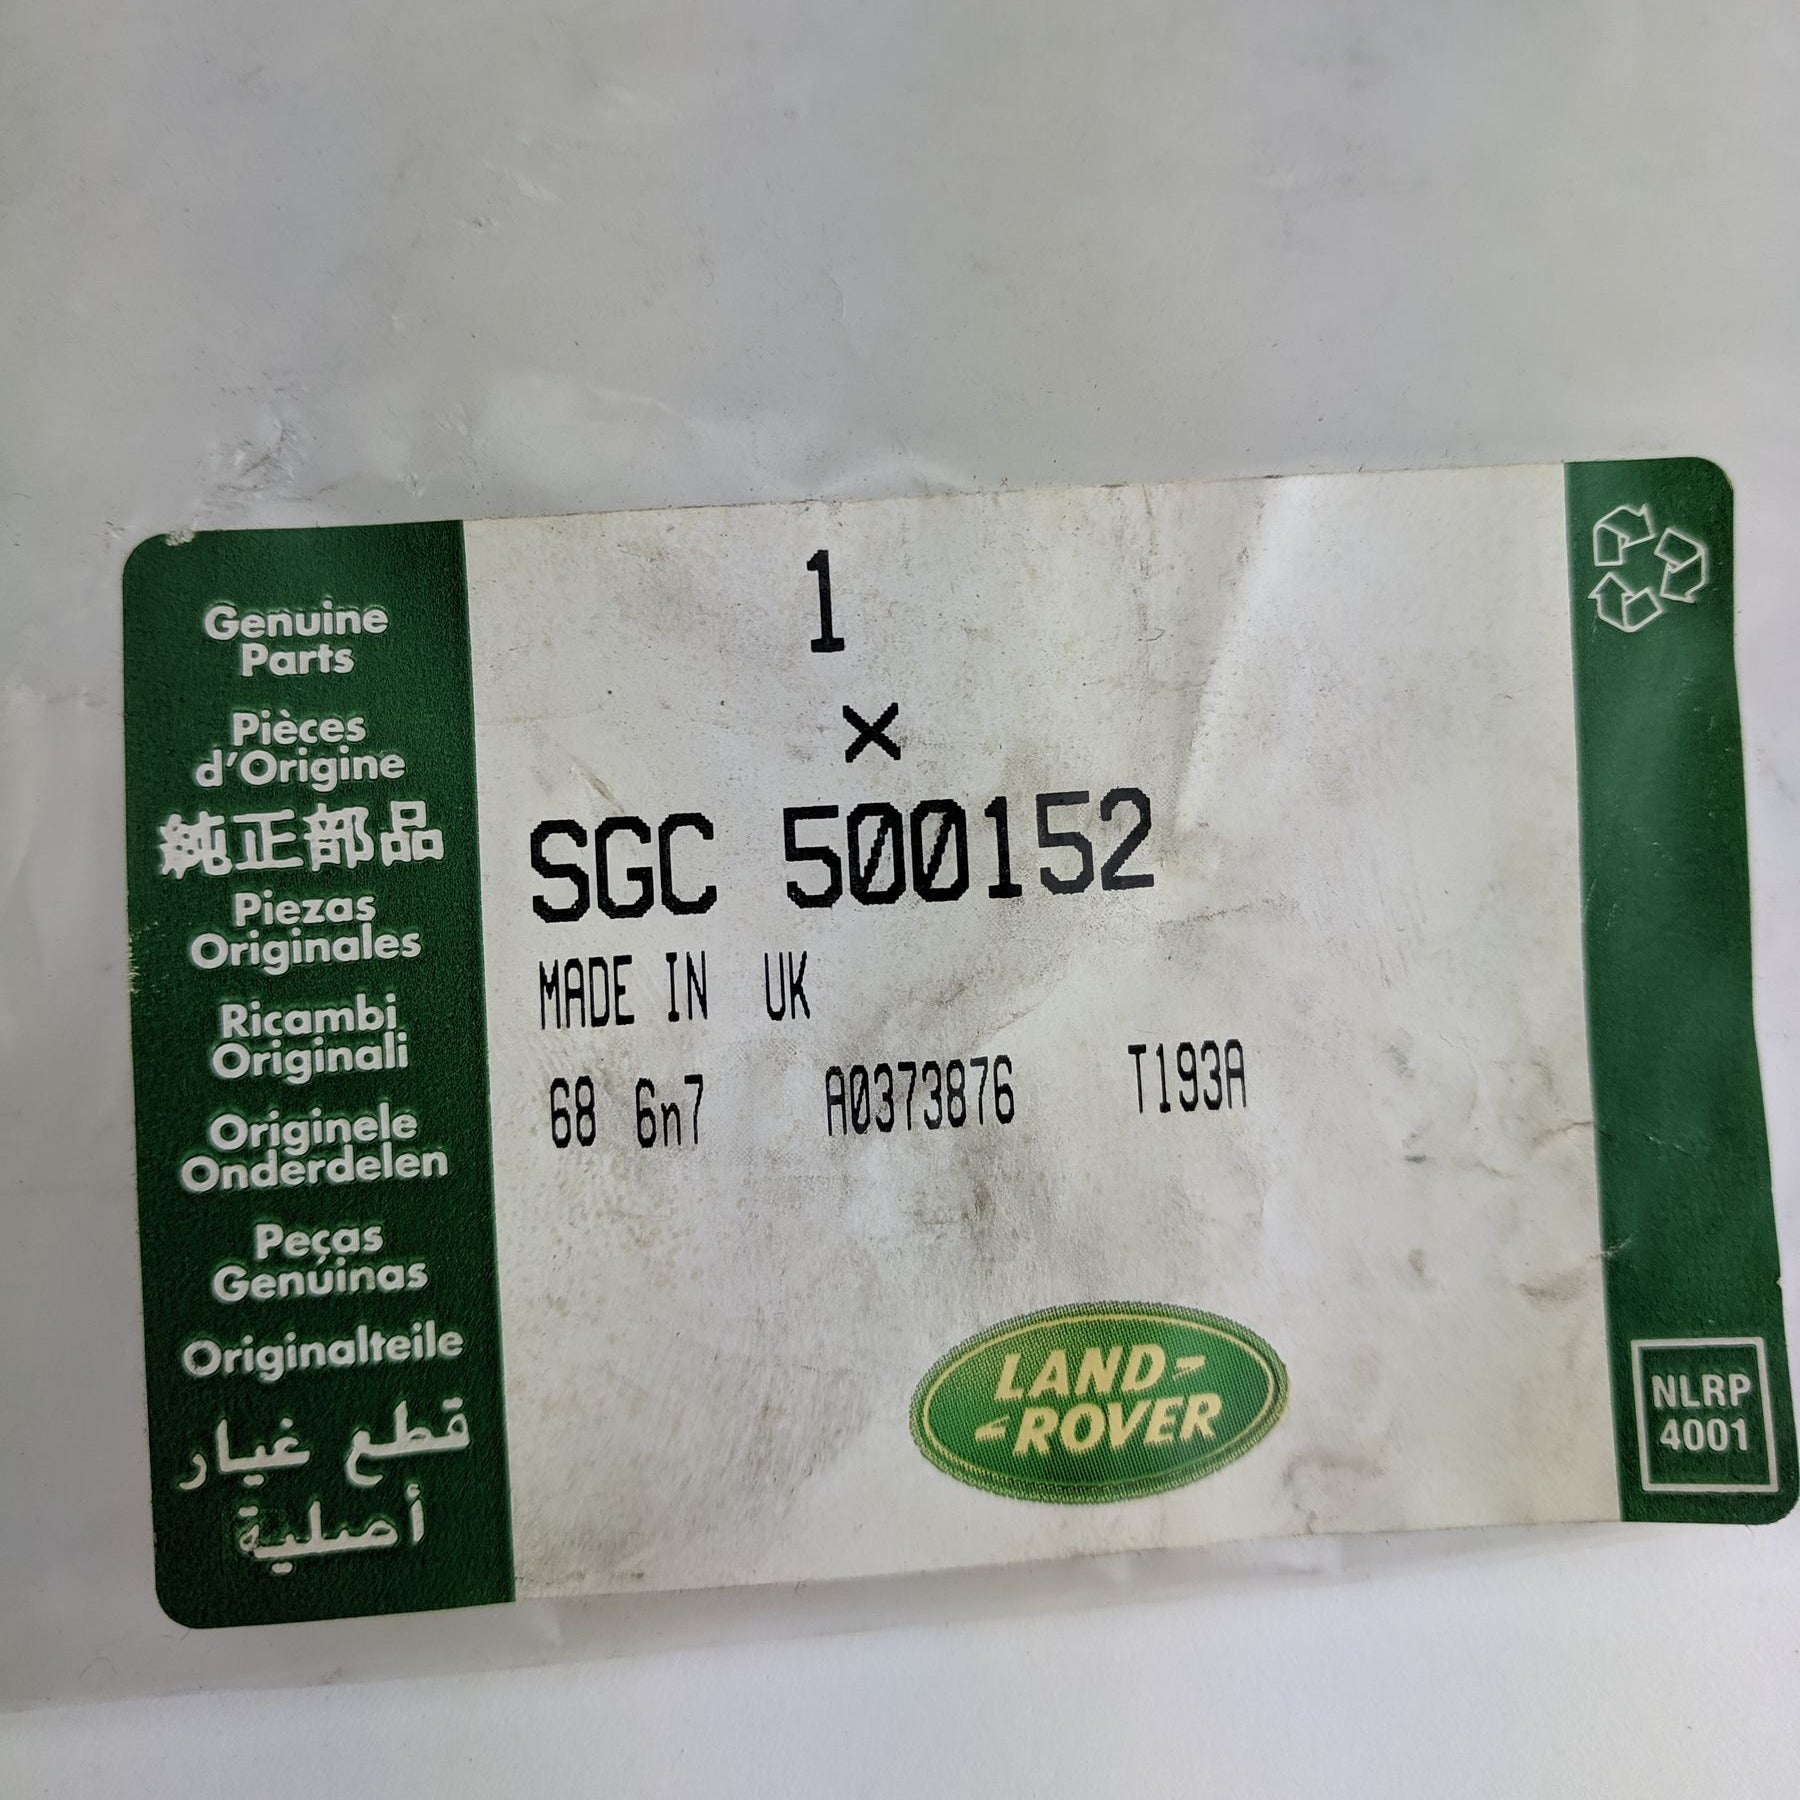 Genuine
Parts
Pièces
d'Origine
純正部品
Piezas
Originales
Ricambi
Originali
Originele
Onderdelen
Peças
Genuinas
Originalteile
قطع غيار
أصلية
1
×
SGC 500152
MADE IN UK
68 6n7 A0373876 T193A
LAND-
-ROVER
NLRP
4001